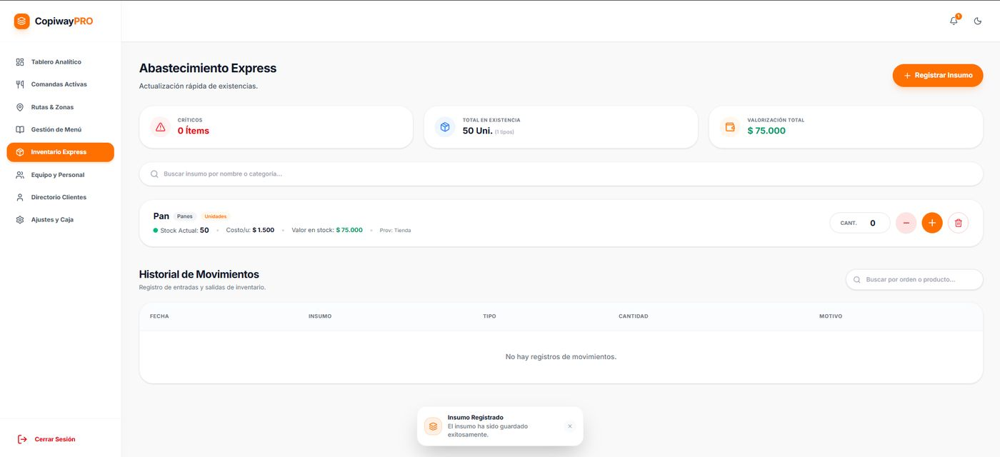 CopiwayPRO
1
Tablero Analítico
Comandas Activas
Rutas & Zonas
Gestión de Menú
Inventario Express
Equipo y Personal
Directorio Clientes
Ajustes y Caja
Cerrar Sesión
Abastecimiento Express
Actualización rápida de existencias.
+ Registrar Insumo
CRÍTICOS
0 Ítems
TOTAL EN EXISTENCIA
50 Uni. (1 tipos)
VALORIZACIÓN TOTAL
$ 75.000
Buscar insumo por nombre o categoría...
Pan Panes Unidades
Stock Actual: 50 • Costo/u: $ 1.500 • Valor en stock: $ 75.000 • Prov: Tienda
CANT. 0
Historial de Movimientos
Registro de entradas y salidas de inventario.
Buscar por orden o producto...
FECHA INSUMO TIPO CANTIDAD MOTIVO
No hay registros de movimientos.
Insumo Registrado
El insumo ha sido guardado
exitosamente.